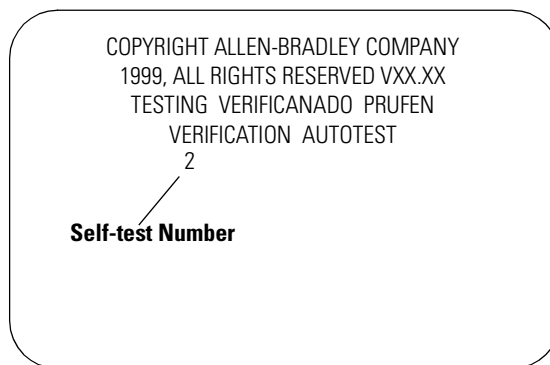 COPYRIGHT ALLEN-BRADLEY COMPANY
1999, ALL RIGHTS RESERVED VXX.XX
TESTING VERIFICANADO PRUFEN
VERIFICATION AUTOTEST
2
Self-test Number